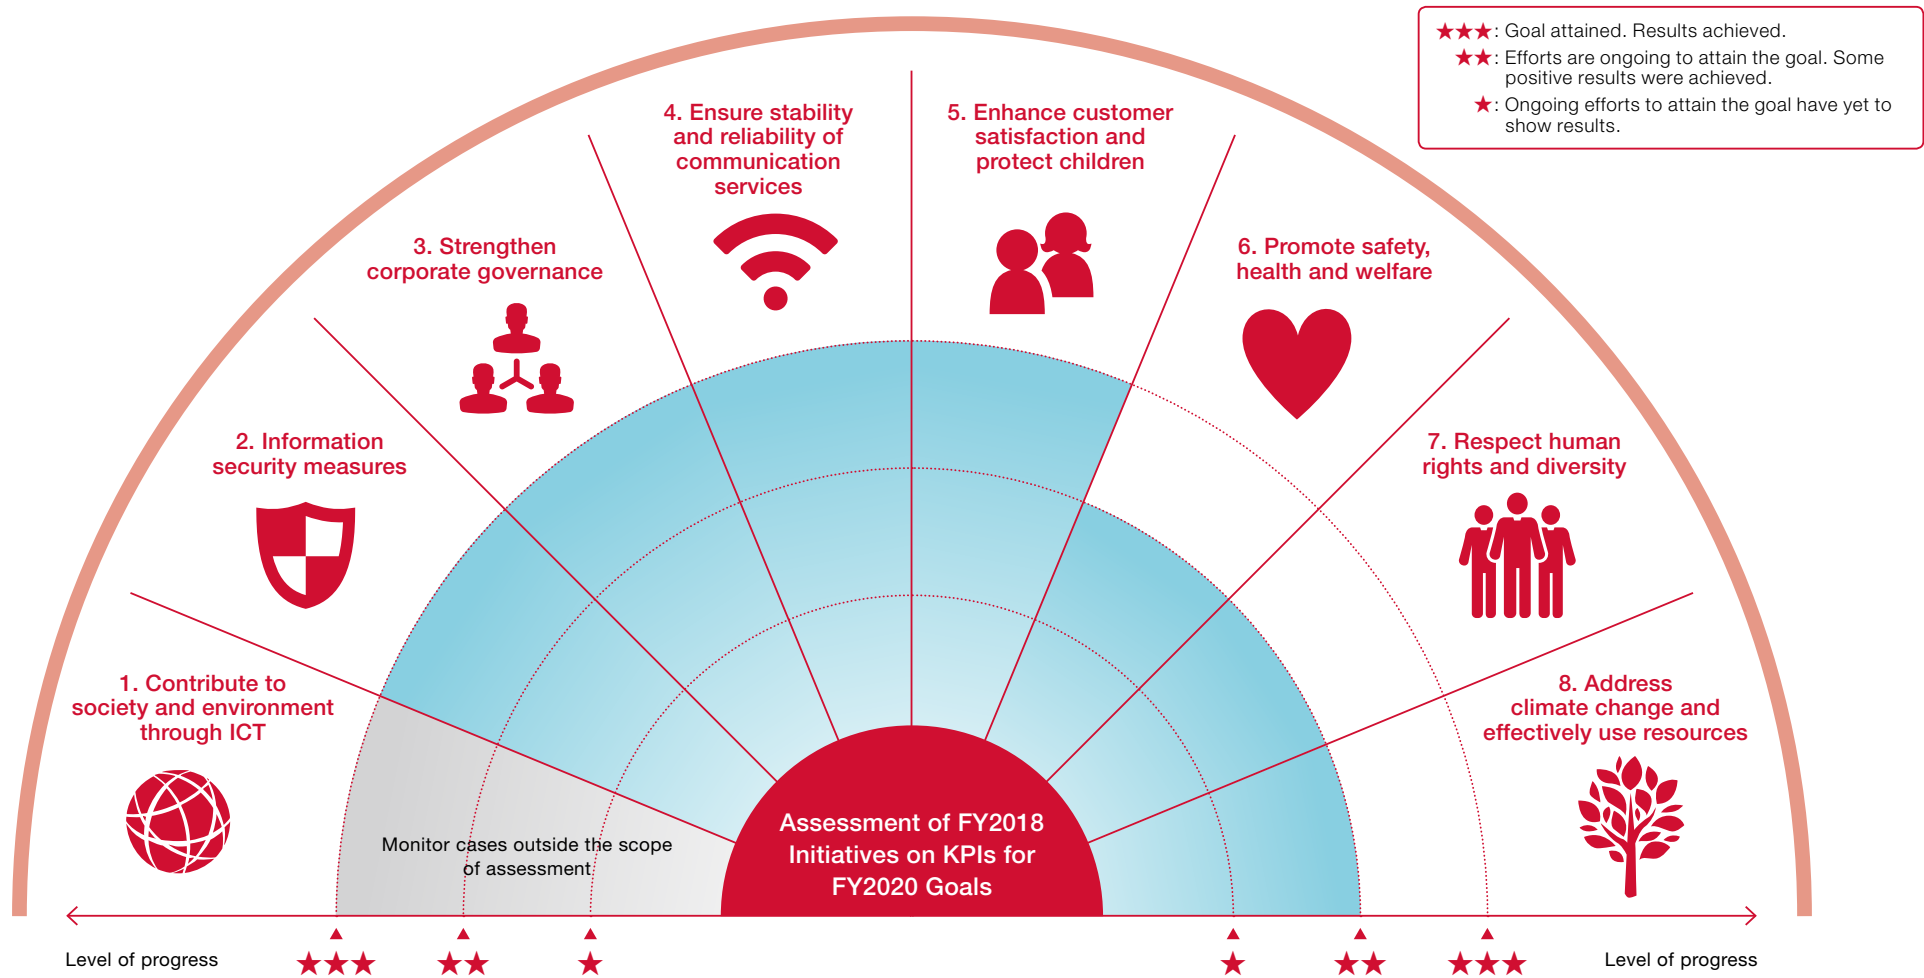 ★★★: Goal attained. Results achieved.
★★: Efforts are ongoing to attain the goal. Some
positive results were achieved.
★: Ongoing efforts to attain the goal have yet to
show results.
1. Contribute to
society and environment
through ICT
2. Information
security measures
3. Strengthen
corporate governance
4. Ensure stability
and reliability of
communication
services
5. Enhance customer
satisfaction and
protect children
6. Promote safety,
health and welfare
7. Respect human
rights and diversity
8. Address
climate change and
effectively use resources
Monitor cases outside the scope
of assessment
Assessment of FY2018
Initiatives on KPIs for
FY2020 Goals
Level of progress
★★★
★★
★
★
★★
★★★
Level of progress